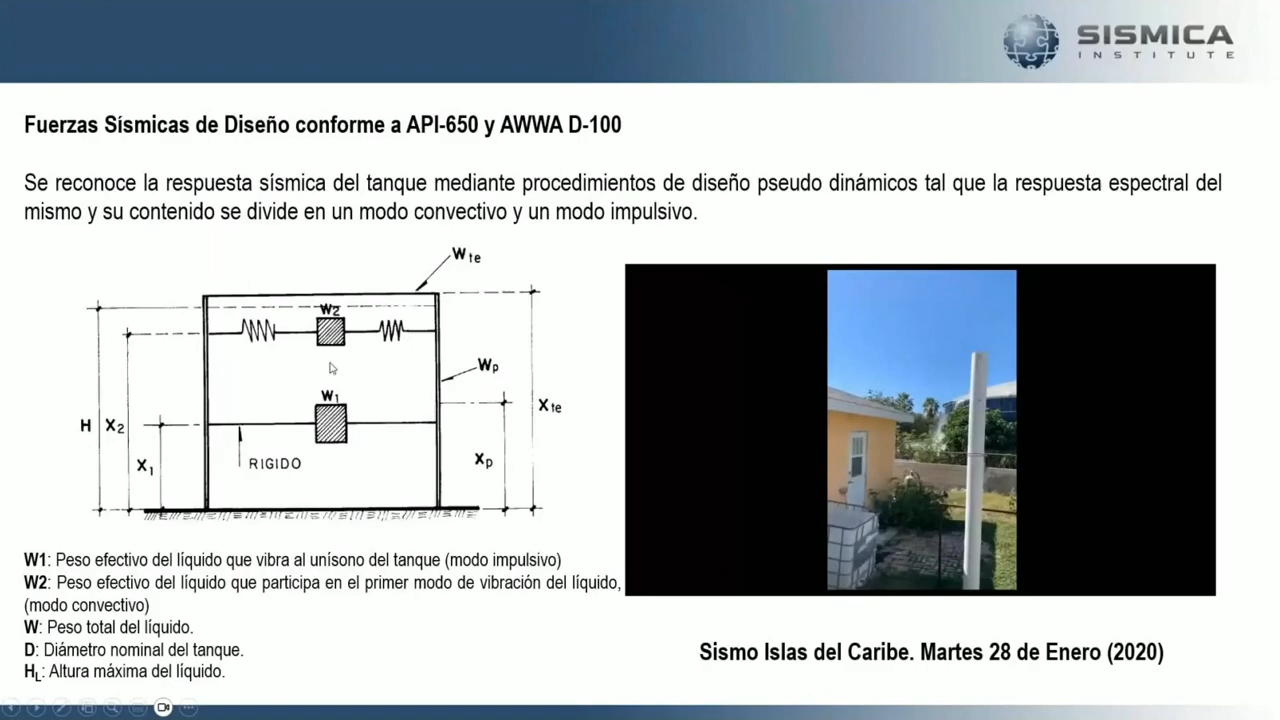 SISMICA
INSTITUTE
Fuerzas Sísmicas de Diseño conforme a API-650 y AWWA D-100
Se reconoce la respuesta sísmica del tanque mediante procedimientos de diseño pseudo dinámicos tal que la respuesta espectral del
mismo y su contenido se divide en un modo convectivo y un modo impulsivo.
Wte
W2
Wp
W1
H
X2
X1
Xp
Xte
RIGIDO
W1: Peso efectivo del líquido que vibra al unísono del tanque (modo impulsivo)
W2: Peso efectivo del líquido que participa en el primer modo de vibración del líquido,
(modo convectivo)
W: Peso total del líquido.
D: Diámetro nominal del tanque.
HL: Altura máxima del líquido.
Sismo Islas del Caribe. Martes 28 de Enero (2020)